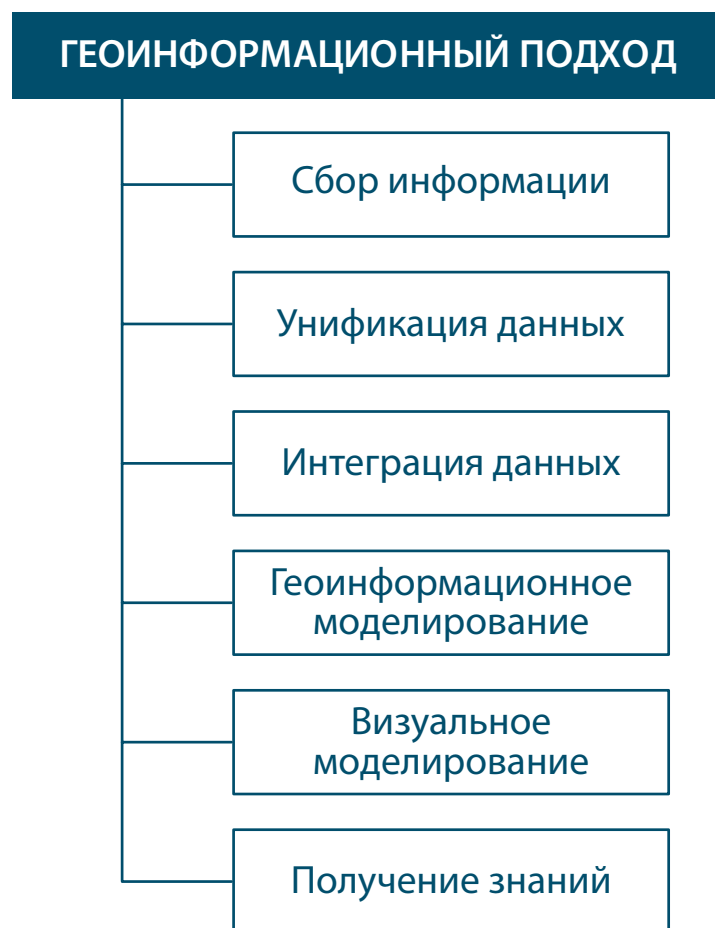 ГЕОИНФОРМАЦИОННЫЙ ПОДХОД
Сбор информации
Унификация данных
Интеграция данных
Геоинформационное
моделирование
Визуальное
моделирование
Получение знаний